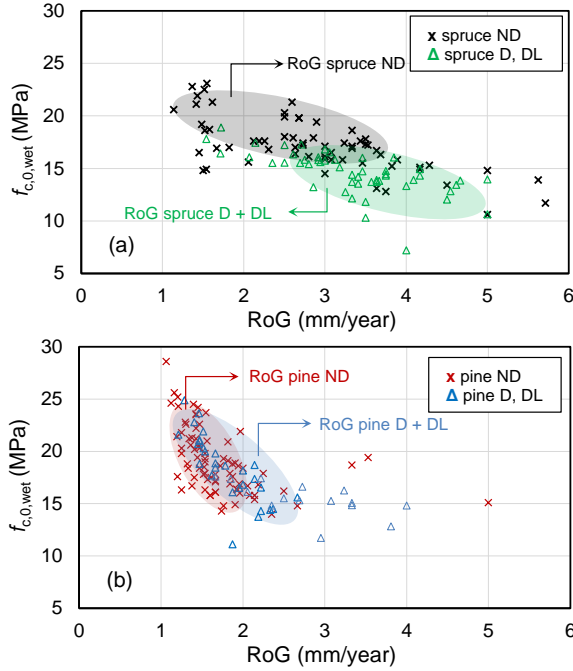 (a)
× spruce ND
Δ spruce D, DL
RoG spruce ND
RoG spruce D + DL
30
25
20
15
10
5
f c,0,wet (MPa)
0 1 2 3 4 5 6
RoG (mm/year)
(b)
× pine ND
Δ pine D, DL
RoG pine ND
RoG pine D + DL
30
25
20
15
10
5
f c,0,wet (MPa)
0 1 2 3 4 5 6
RoG (mm/year)